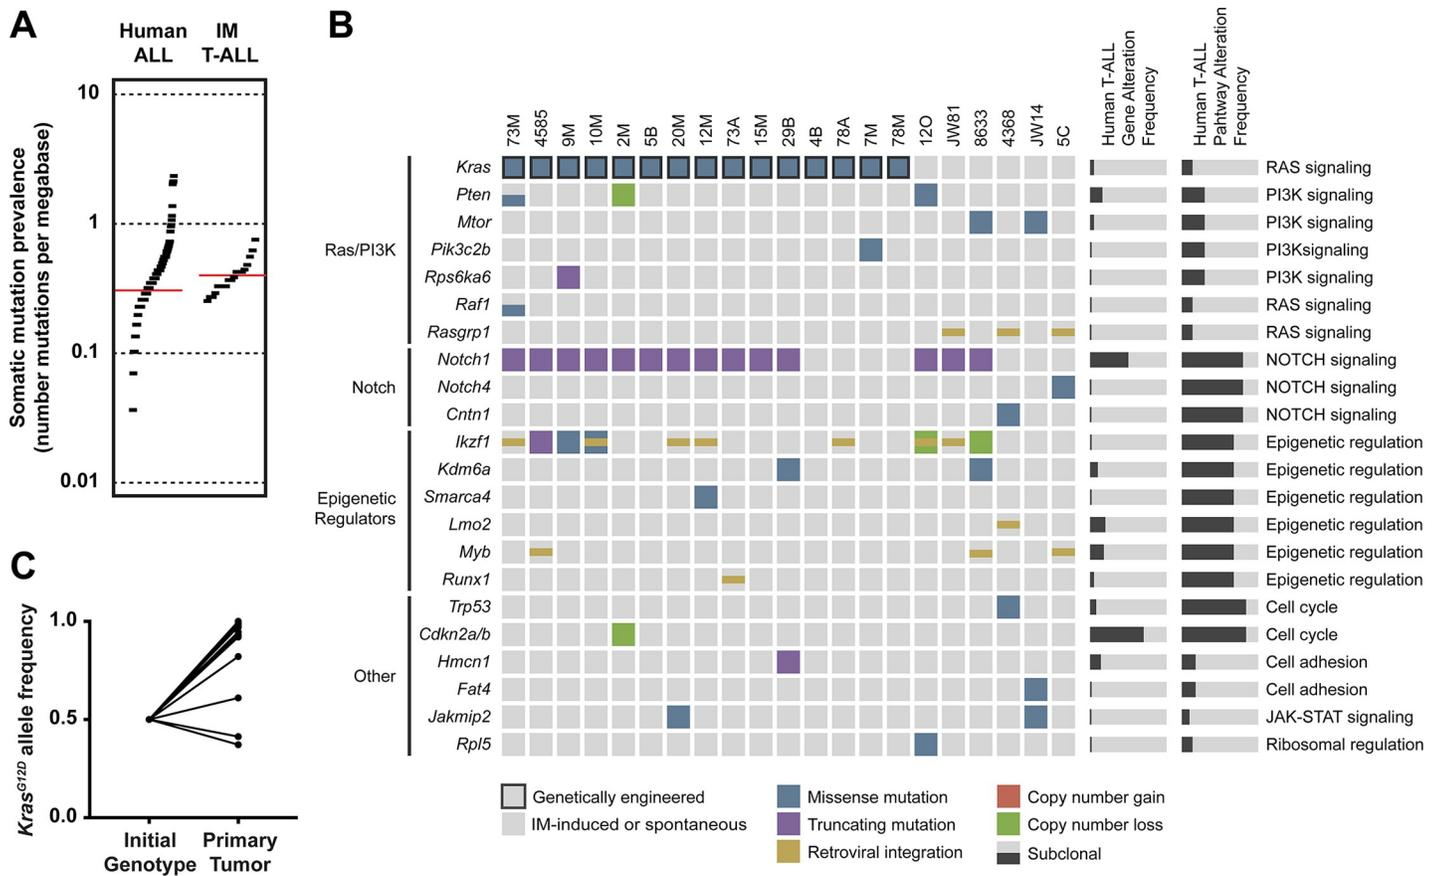 A
Human
ALL
IM
T-ALL
Somatic mutation prevalence
(number mutations per megabase)
10
1
0.1
0.01
B
73M
4585
9M
10M
2M
5B
20M
12M
73A
15M
29B
4B
78A
7M
78M
12O
JW81
8633
4368
JW14
5C
Human T-ALL
Gene Alteration
Frequency
Human T-ALL
Pahtway Alteration
Frequency
Ras/PI3K
Kras RAS signaling
Pten PI3K signaling
Mtor PI3K signaling
Pik3c2b PI3Ksignaling
Rps6ka6 PI3K signaling
Raf1 RAS signaling
Rasgrp1 RAS signaling
Notch
Notch1 NOTCH signaling
Notch4 NOTCH signaling
Cntn1 NOTCH signaling
Epigenetic
Regulators
Ikzf1 Epigenetic regulation
Kdm6a Epigenetic regulation
Smarca4 Epigenetic regulation
Lmo2 Epigenetic regulation
Myb Epigenetic regulation
Runx1 Epigenetic regulation
Other
Trp53 Cell cycle
Cdkn2a/b Cell cycle
Hmcn1 Cell adhesion
Fat4 Cell adhesion
Jakmip2 JAK-STAT signaling
Rpl5 Ribosomal regulation
Genetically engineered
IM-induced or spontaneous
Missense mutation
Truncating mutation
Retroviral integration
Copy number gain
Copy number loss
Subclonal
C
KrasG12D allele frequency
1.0
0.5
0.0
Initial
Genotype
Primary
Tumor